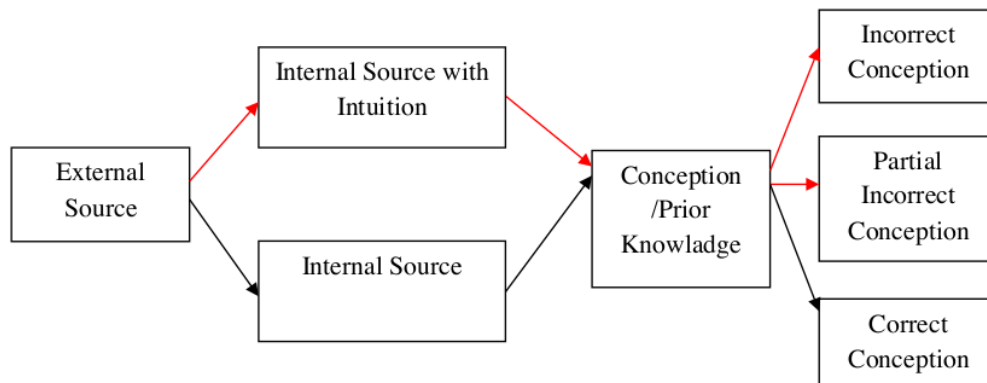 External
Source
Internal Source with
Intuition
Internal Source
Conception
/Prior
Knowladge
Incorrect
Conception
Partial
Incorrect
Conception
Correct
Conception